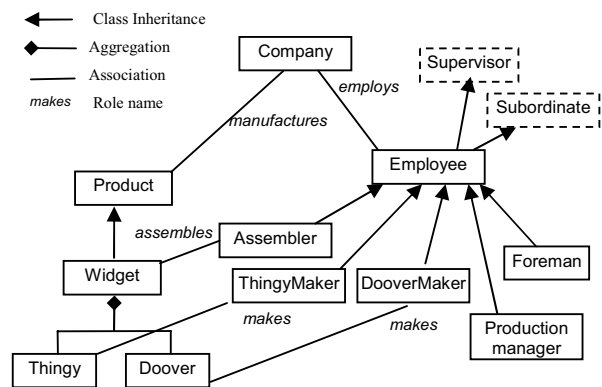 Class Inheritance
Aggregation
Association
makes Role name
Company
employs
manufactures
Supervisor
Subordinate
Employee
Product
assembles
Assembler
Widget
ThingyMaker
DooverMaker
Foreman
makes
makes
Production
manager
Thingy
Doover